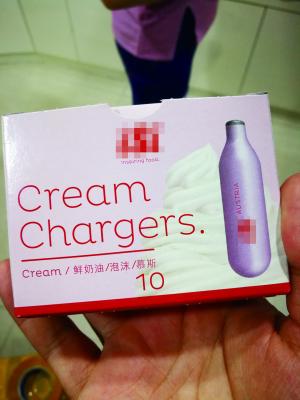 inspiring food.
Cream
Chargers.
Cream / 鲜奶油/泡沫/慕斯
10
AUSTRIA